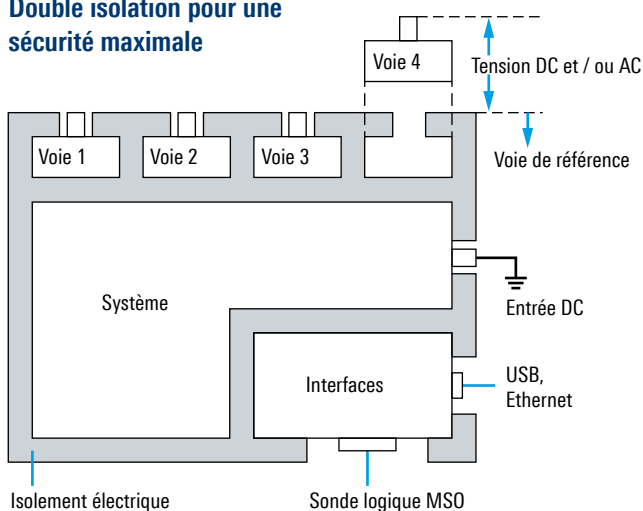 Double isolation pour une
sécurité maximale
Voie 4
Tension DC et / ou AC
Voie 1
Voie 2
Voie 3
Voie de référence
Système
Entrée DC
Interfaces
USB,
Ethernet
Isolement électrique
Sonde logique MSO